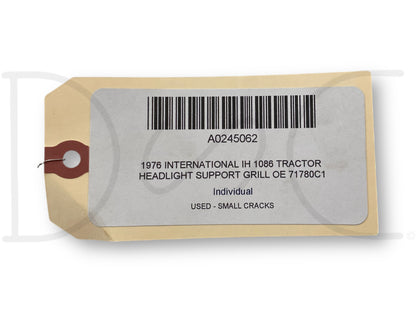 A0245062
1976 INTERNATIONAL IH 1086 TRACTOR
HEADLIGHT SUPPORT GRILL OE 71780C1
Individual
USED - SMALL CRACKS